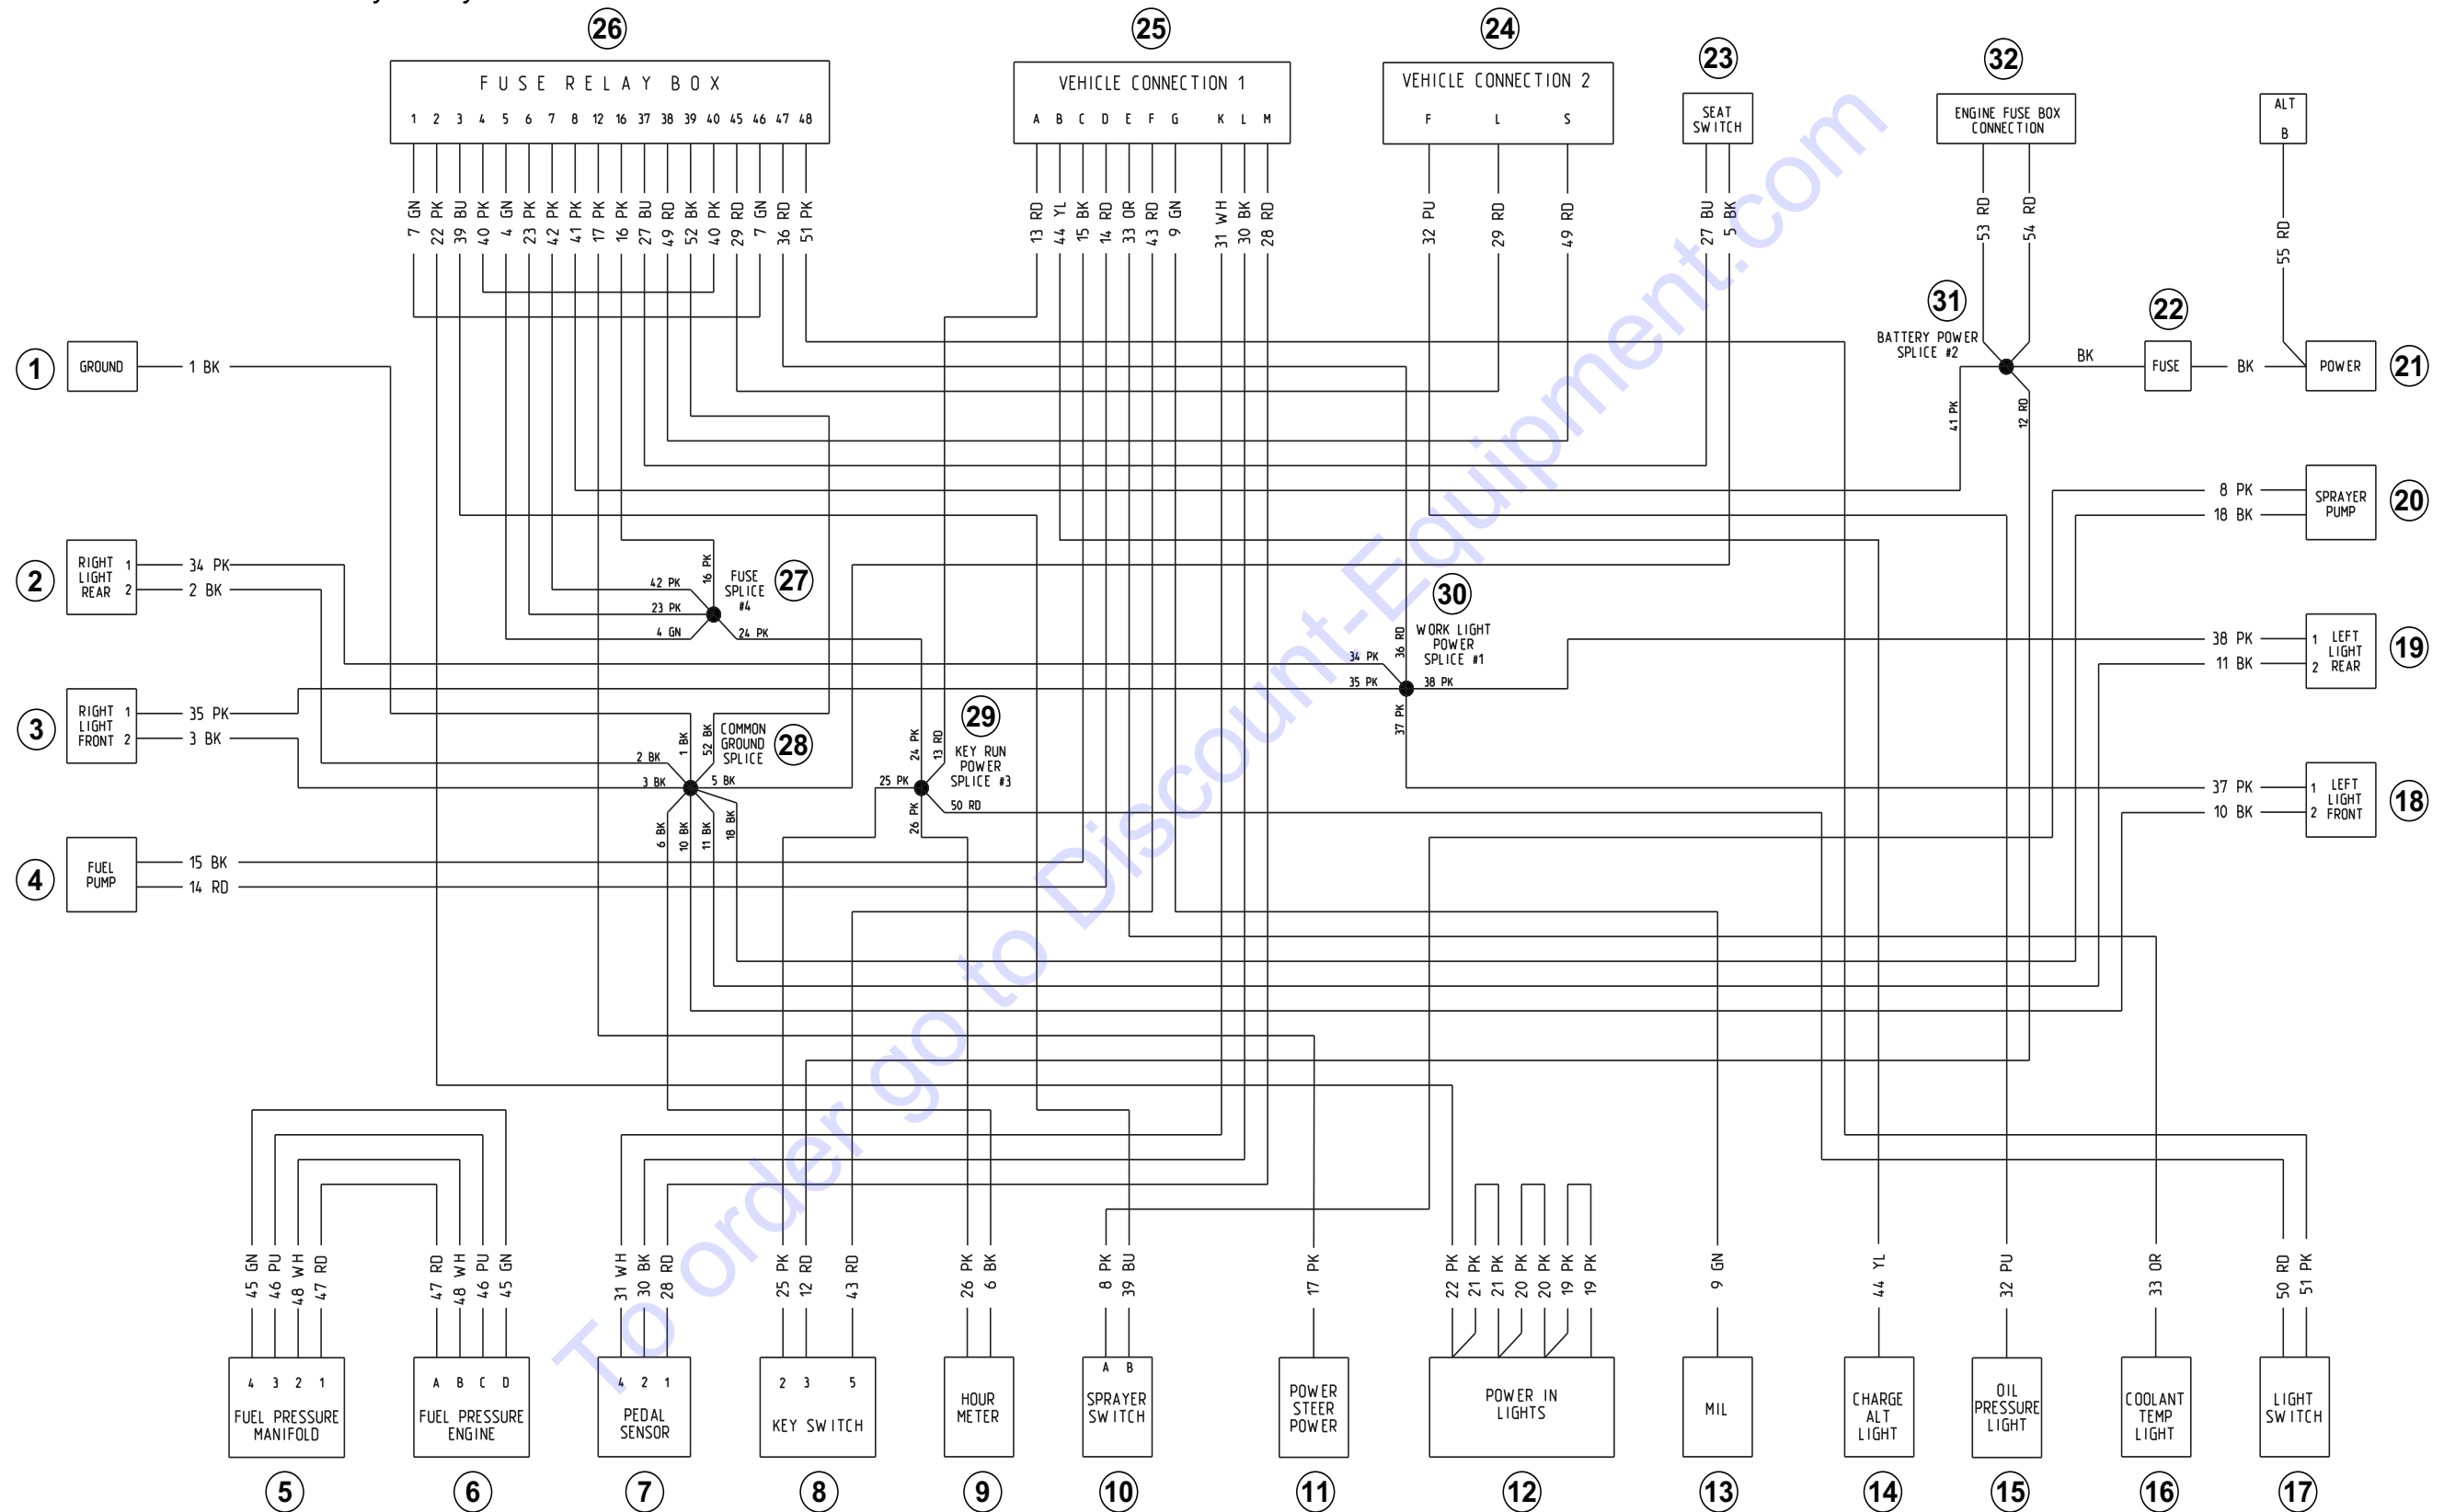 26
25
24
23
32
FUSE RELAY BOX
1 2 3 4 5 6 7 8 12 16 37 38 39 40 45 46 47 48
VEHICLE CONNECTION 1
A B C D E F G K L M
VEHICLE CONNECTION 2
F L S
SEAT
SWITCH
ENGINE FUSE BOX
CONNECTION
ALT
B
7 GN
22 PK
39 BU
40 PK
4 GN
23 PK
42 PK
41 PK
17 PK
16 PK
27 BU
49 RD
52 BK
40 PK
29 RD
7 GN
36 RD
51 PK
13 RD
44 YL
15 BK
14 RD
33 OR
43 RD
9 GN
31 WH
30 BK
28 RD
32 PU
29 RD
49 RD
27 BU
5 BK
53 RD
54 RD
55 RD
31
BATTERY POWER
SPLICE #2
22
BK
FUSE
BK
POWER
21
41 PK
12 RD
1
GROUND
1 BK
8 PK
18 BK
SPRAYER
PUMP
20
2
RIGHT 1
LIGHT
REAR 2
34 PK
2 BK
16 PK
42 PK
23 PK
4 GN
24 PK
FUSE
SPLICE
#4
27
30
WORK LIGHT
POWER
SPLICE #1
36 RD
34 PK
35 PK
38 PK
37 PK
38 PK
11 BK
1 LEFT
LIGHT
2 REAR
19
3
RIGHT 1
LIGHT
FRONT 2
35 PK
3 BK
1 BK
52 BK
COMMON
GROUND
SPLICE
28
2 BK
3 BK
5 BK
6 BK
10 BK
11 BK
18 BK
29
KEY RUN
POWER
SPLICE #3
24 PK
13 RD
25 PK
26 PK
50 RD
37 PK
10 BK
1 LEFT
LIGHT
2 FRONT
18
4
FUEL
PUMP
15 BK
14 RD
45 GN
46 PU
48 WH
47 RD
47 RD
48 WH
46 PU
45 GN
31 WH
30 BK
28 RD
25 PK
12 RD
43 RD
26 PK
6 BK
8 PK
39 BU
17 PK
22 PK
21 PK
21 PK
20 PK
20 PK
19 PK
19 PK
9 GN
44 YL
32 PU
33 OR
50 RD
51 PK
4 3 2 1
FUEL PRESSURE
MANIFOLD
A B C D
FUEL PRESSURE
ENGINE
4 2 1
PEDAL
SENSOR
2 3 5
KEY SWITCH
HOUR
METER
A B
SPRAYER
SWITCH
POWER
STEER
POWER
POWER IN
LIGHTS
MIL
CHARGE
ALT
LIGHT
OIL
PRESSURE
LIGHT
COOLANT
TEMP
LIGHT
LIGHT
SWITCH
5
6
7
8
9
10
11
12
13
14
15
16
17
To order go to Discount-Equipment.com